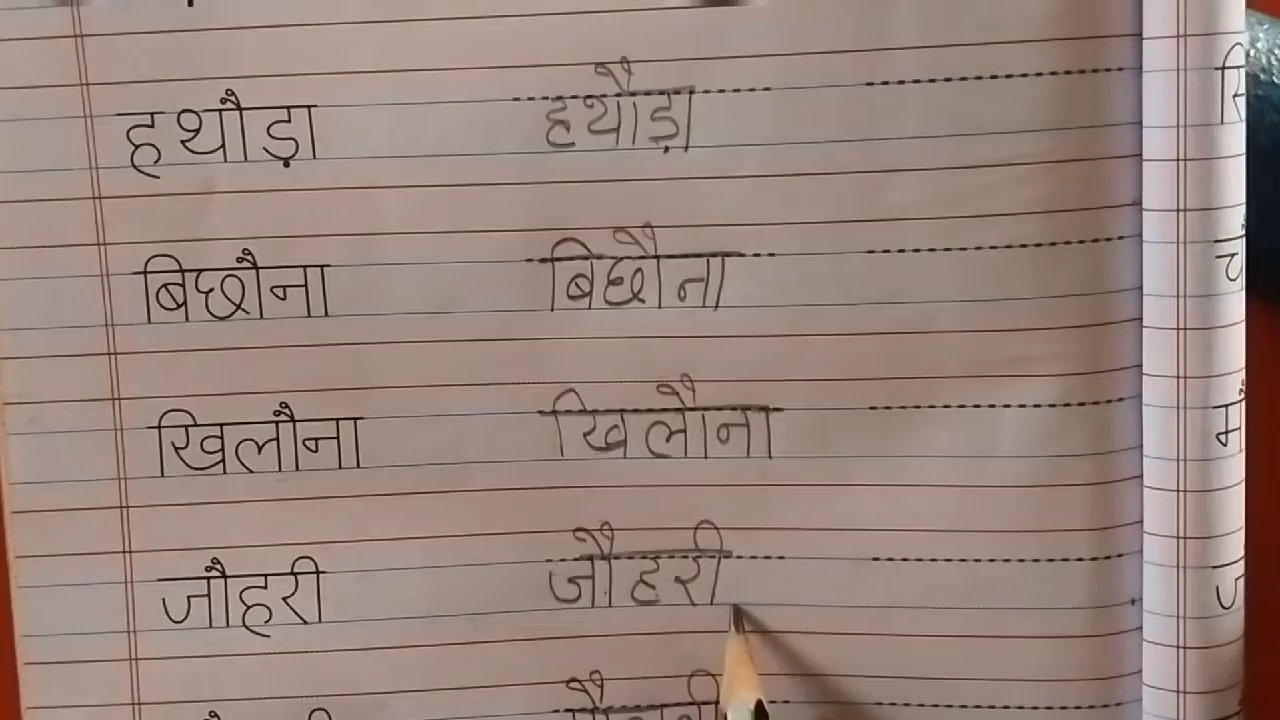 हथौड़ा हथौड़ा
बिछौना बिछौना
खिलौना खिलौना
जौहरी जौहरी